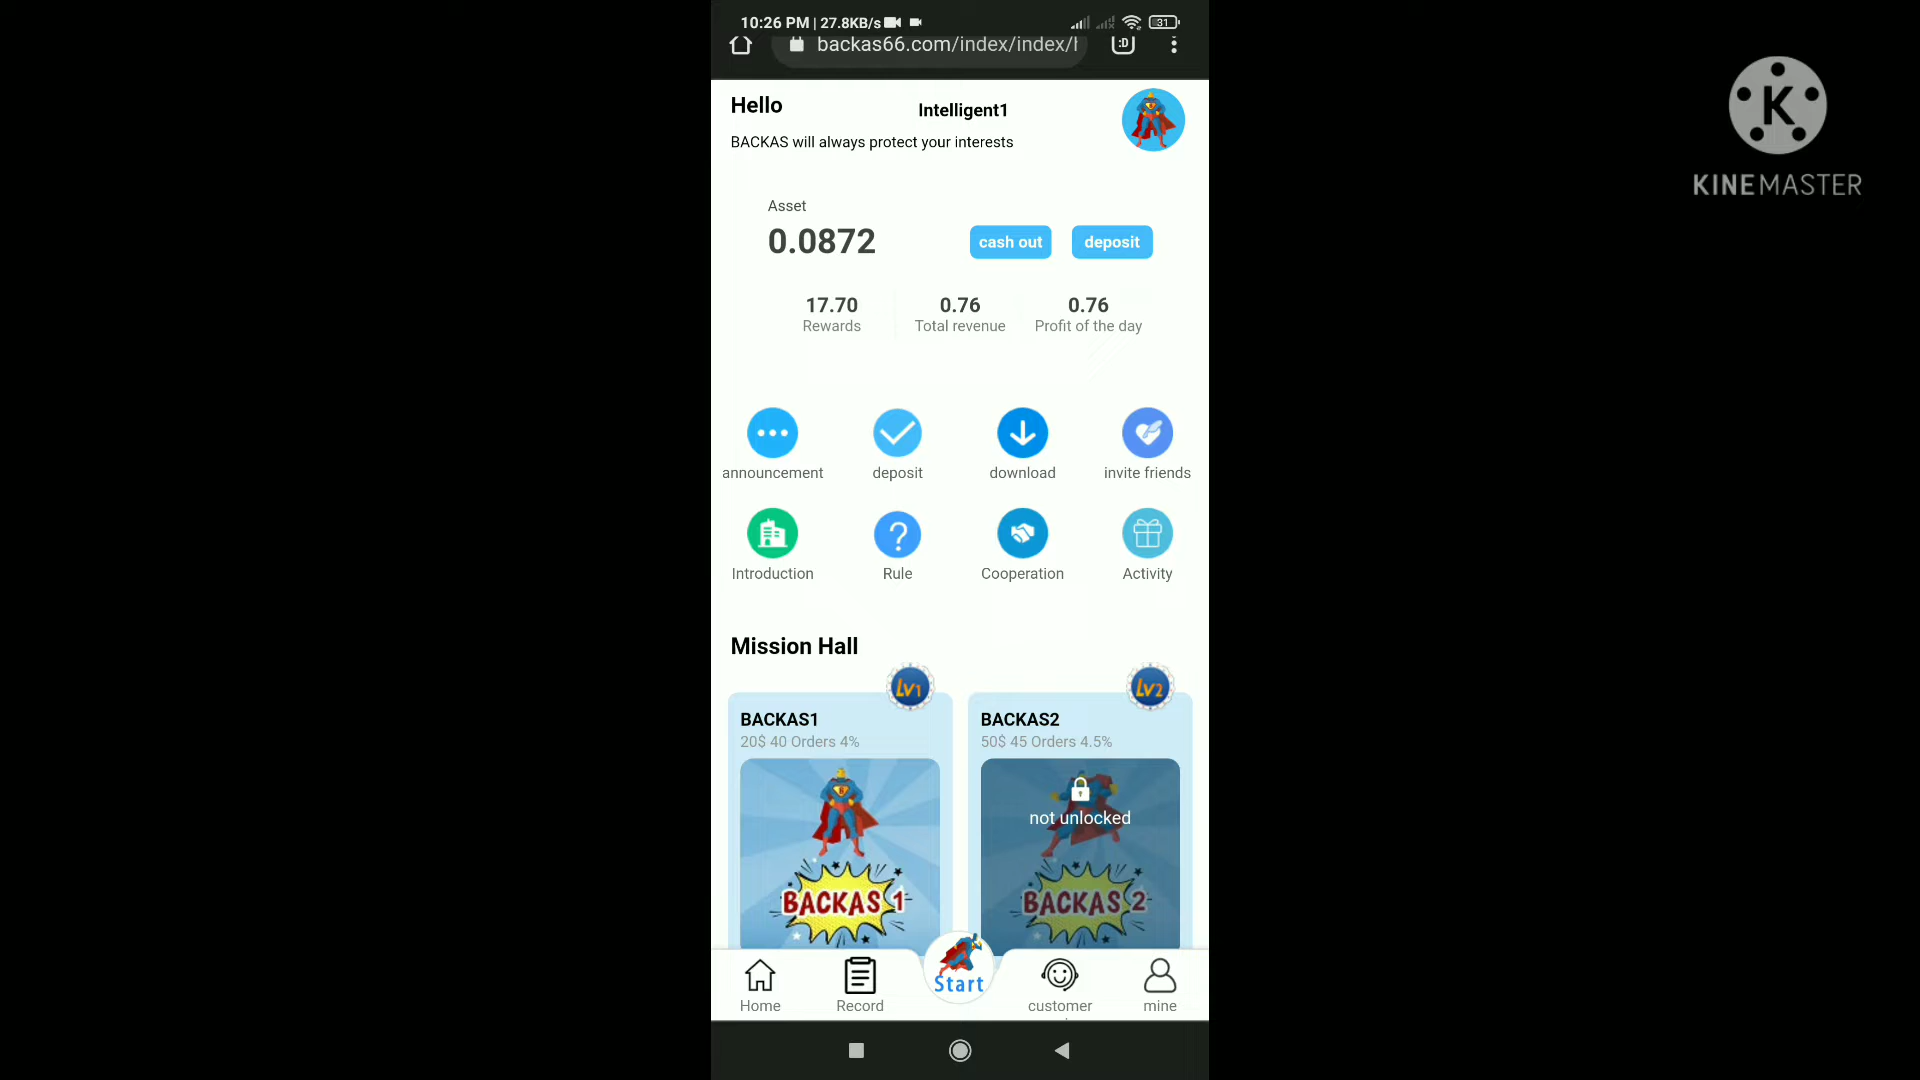 10:26 PM | 27.8KB/s
31
backas66.com/index/index/h
:D
Hello
Intelligent1
BACKAS will always protect your interests
K
KINEMASTER
Asset
0.0872
cash out
deposit
17.70
0.76
0.76
Rewards
Total revenue
Profit of the day
announcement
deposit
download
invite friends
Introduction
Rule
Cooperation
Activity
Mission Hall
Lv1
Lv2
BACKAS1
BACKAS2
20$ 40 Orders 4%
50$ 45 Orders 4.5%
not unlocked
BACKAS 1
BACKAS 2
Start
Home
Record
customer
mine